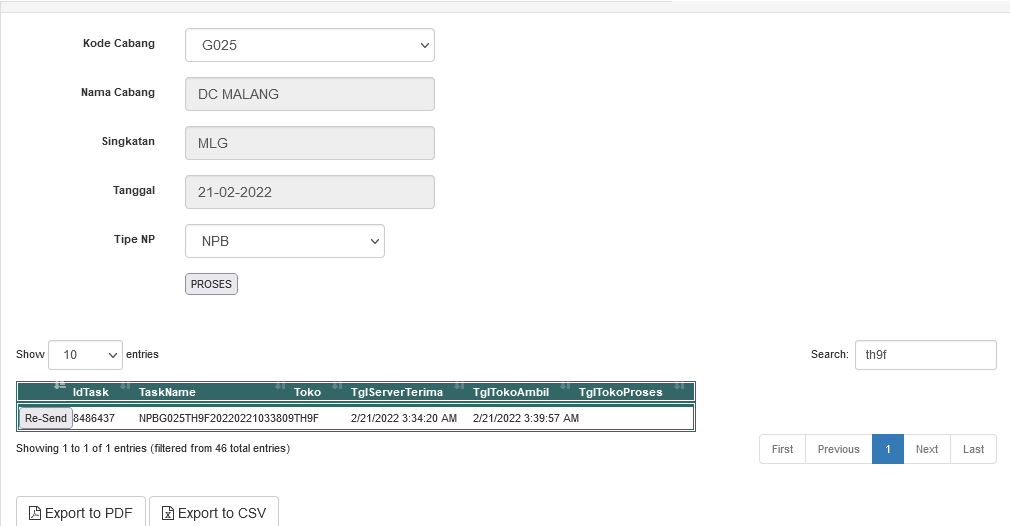 Kode Cabang G025
Nama Cabang DC MALANG
Singkatan MLG
Tanggal 21-02-2022
Tipe NP NPB
PROSES
Show 10 entries Search: th9f
IdTask TaskName Toko TglServerTerima TglTokoAmbil TglTokoProses
Re-Send 8486437 NPBG025TH9F20220221033809 TH9F 2/21/2022 3:34:20 AM 2/21/2022 3:39:57 AM
Showing 1 to 1 of 1 entries (filtered from 46 total entries) First Previous 1 Next Last
Export to PDF Export to CSV